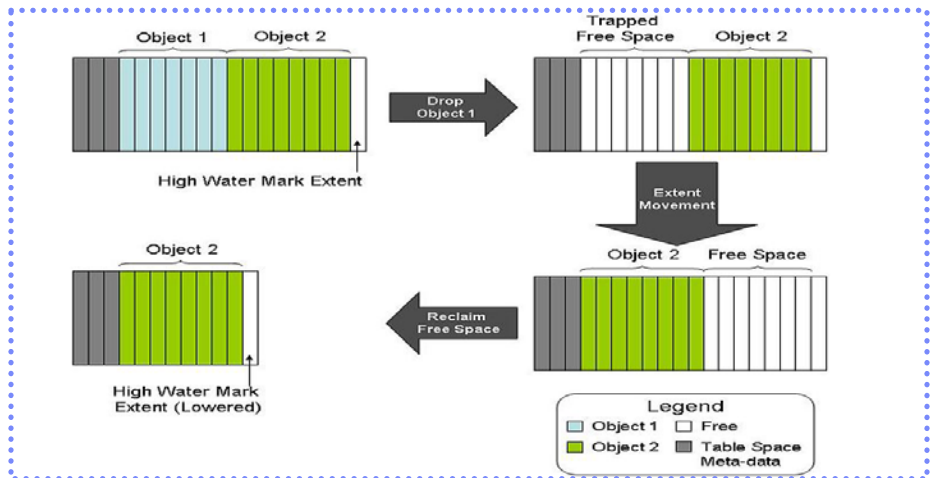 Object 1
Object 2
High Water Mark Extent
Drop
Object 1
Trapped
Free Space
Object 2
Extent
Movement
Object 2
Free Space
Reclaim
Free Space
Object 2
High Water Mark
Extent (Lowered)
Legend
Object 1
Free
Object 2
Table Space
Meta-data